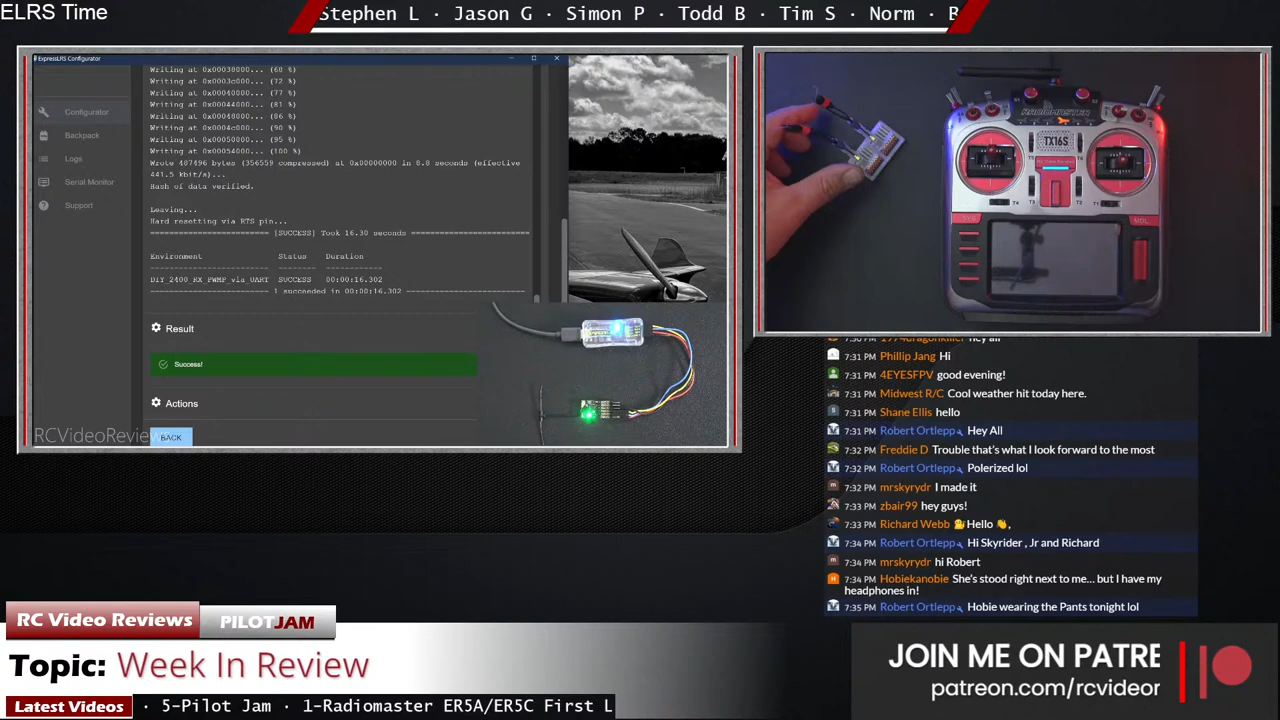 ELRS Time
Stephen L · Jason G · Simon P · Todd B · Tim S · Norm · B
ExpressLRS Configurator
Configurator
Backpack
Logs
Serial Monitor
Support
Writing at 0x00038000... (68 %)
Writing at 0x0003c000... (72 %)
Writing at 0x00040000... (77 %)
Writing at 0x00044000... (81 %)
Writing at 0x00048000... (86 %)
Writing at 0x0004c000... (90 %)
Writing at 0x00050000... (95 %)
Writing at 0x00054000... (100 %)
Wrote 487496 bytes (356559 compressed) at 0x00000000 in 8.8 seconds (effective
441.5 kbit/s)...
Hash of data verified.
Leaving...
Hard resetting via RTS pin...
========================= [SUCCESS] Took 16.30 seconds =========================
Environment Status Duration
DIY_2400_RX_PWMP_via_UART SUCCESS 00:00:16.302
1 succeeded in 00:00:16.302
Result
Success!
Actions
BACK
RCVideoReview
RADIOMASTER
TX16S
SYS
MDL
T5
T6
T3
T2
T4
T1
hey all
7:31 PM Phillip Jang Hi
7:31 PM 4EYESFPV good evening!
7:31 PM Midwest R/C Cool weather hit today here.
7:31 PM Shane Ellis hello
7:31 PM Robert Ortlepp Hey All
7:32 PM Freddie D Trouble that's what I look forward to the most
7:32 PM Robert Ortlepp Polerized lol
7:32 PM mrskyrydr I made it
7:33 PM zbair99 hey guys!
7:33 PM Richard Webb Hello 👋,
7:34 PM Robert Ortlepp Hi Skyrider , Jr and Richard
7:34 PM mrskyrydr hi Robert
7:34 PM Hobiekanobie She's stood right next to me... but I have my
headphones in!
7:35 PM Robert Ortlepp Hobie wearing the Pants tonight lol
RC Video Reviews PILOTJAM
Topic: Week In Review
Latest Videos · 5-Pilot Jam · 1-Radiomaster ER5A/ER5C First L
JOIN ME ON PATRE
patreon.com/rcvideor